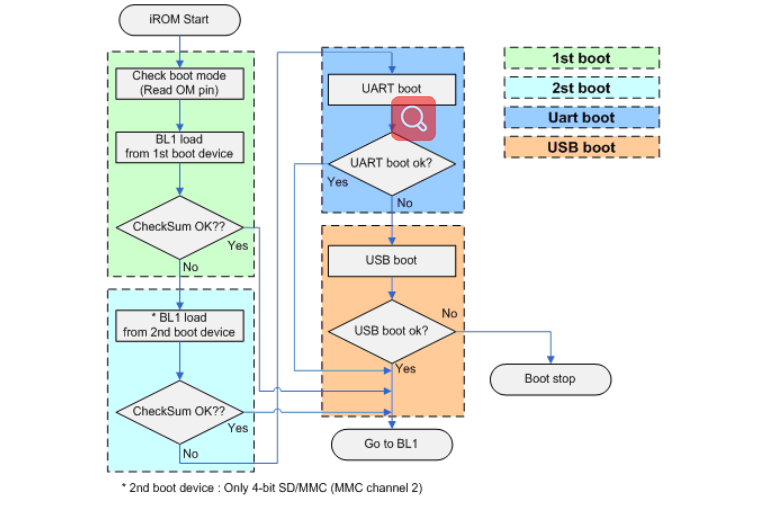 iROM Start
Check boot mode
(Read OM pin)
BL1 load
from 1st boot device
CheckSum OK??
Yes
No
* BL1 load
from 2nd boot device
CheckSum OK??
Yes
No
UART boot
UART boot ok?
Yes
No
USB boot
USB boot ok?
No
Yes
Boot stop
Go to BL1
1st boot
2st boot
Uart boot
USB boot
* 2nd boot device : Only 4-bit SD/MMC (MMC channel 2)